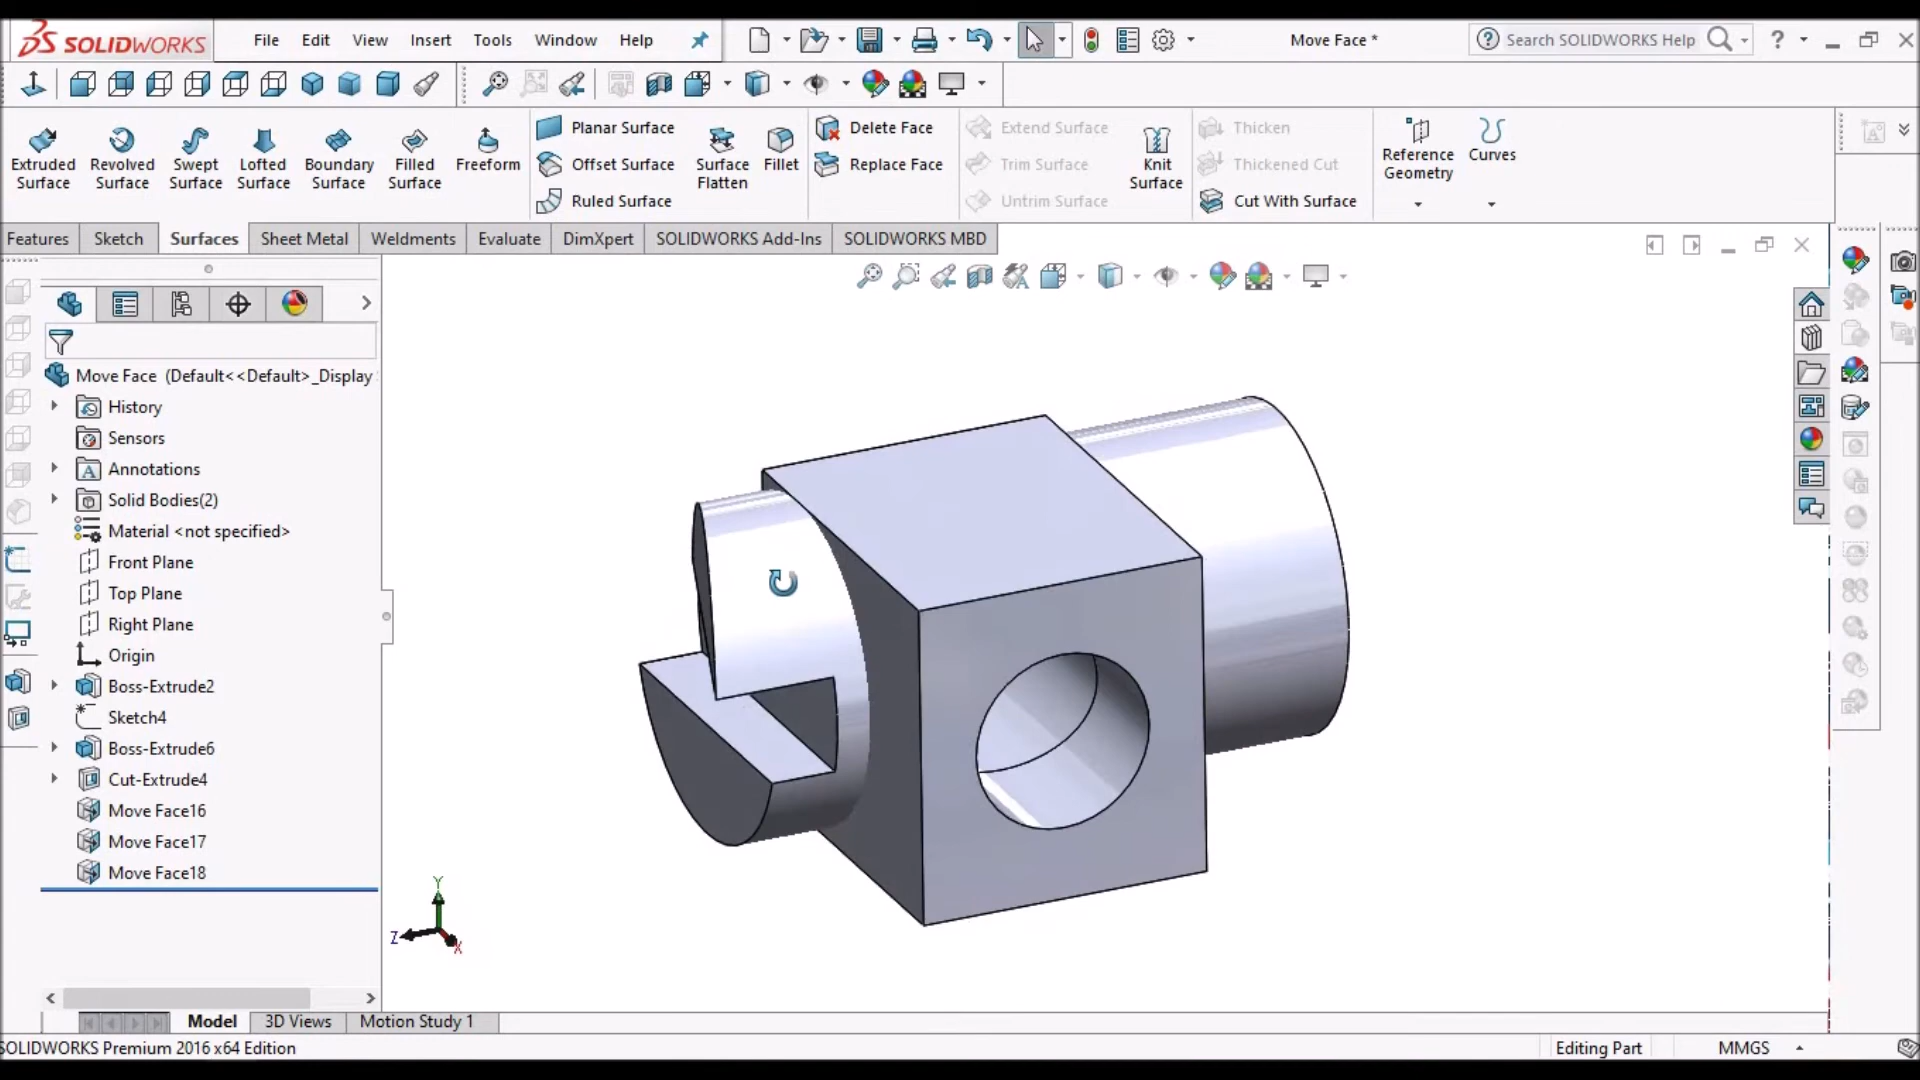 SOLIDWORKS File Edit View Insert Tools Window Help Move Face * Search SOLIDWORKS Help ?
Extruded Surface
Revolved Surface
Swept Surface
Lofted Surface
Boundary Surface
Filled Surface
Freeform
Planar Surface
Offset Surface
Ruled Surface
Surface Flatten
Fillet
Delete Face
Replace Face
Extend Surface
Trim Surface
Untrim Surface
Knit Surface
Thicken
Thickened Cut
Cut With Surface
Reference Geometry
Curves
Features Sketch Surfaces Sheet Metal Weldments Evaluate DimXpert SOLIDWORKS Add-Ins SOLIDWORKS MBD
Move Face (Default<<Default>_Display
History
Sensors
Annotations
Solid Bodies(2)
Material <not specified>
Front Plane
Top Plane
Right Plane
Origin
Boss-Extrude2
Sketch4
Boss-Extrude6
Cut-Extrude4
Move Face16
Move Face17
Move Face18
Y
Z
X
Model 3D Views Motion Study 1
SOLIDWORKS Premium 2016 x64 Edition Editing Part MMGS